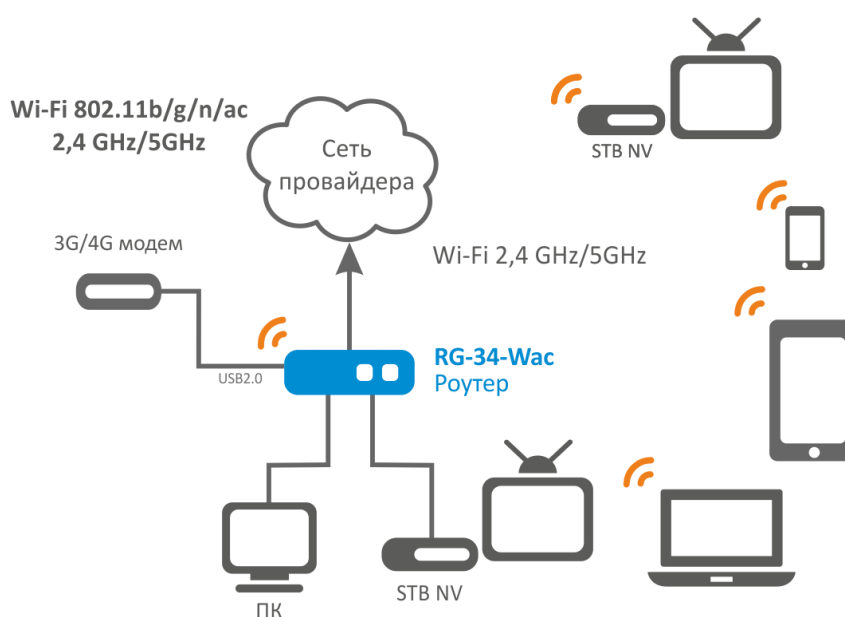 Wi-Fi 802.11b/g/n/ac
2,4 GHz/5GHz
Сеть
провайдера
STB NV
3G/4G модем
Wi-Fi 2,4 GHz/5GHz
USB2.0
RG-34-Wac
Роутер
STB NV
ПК